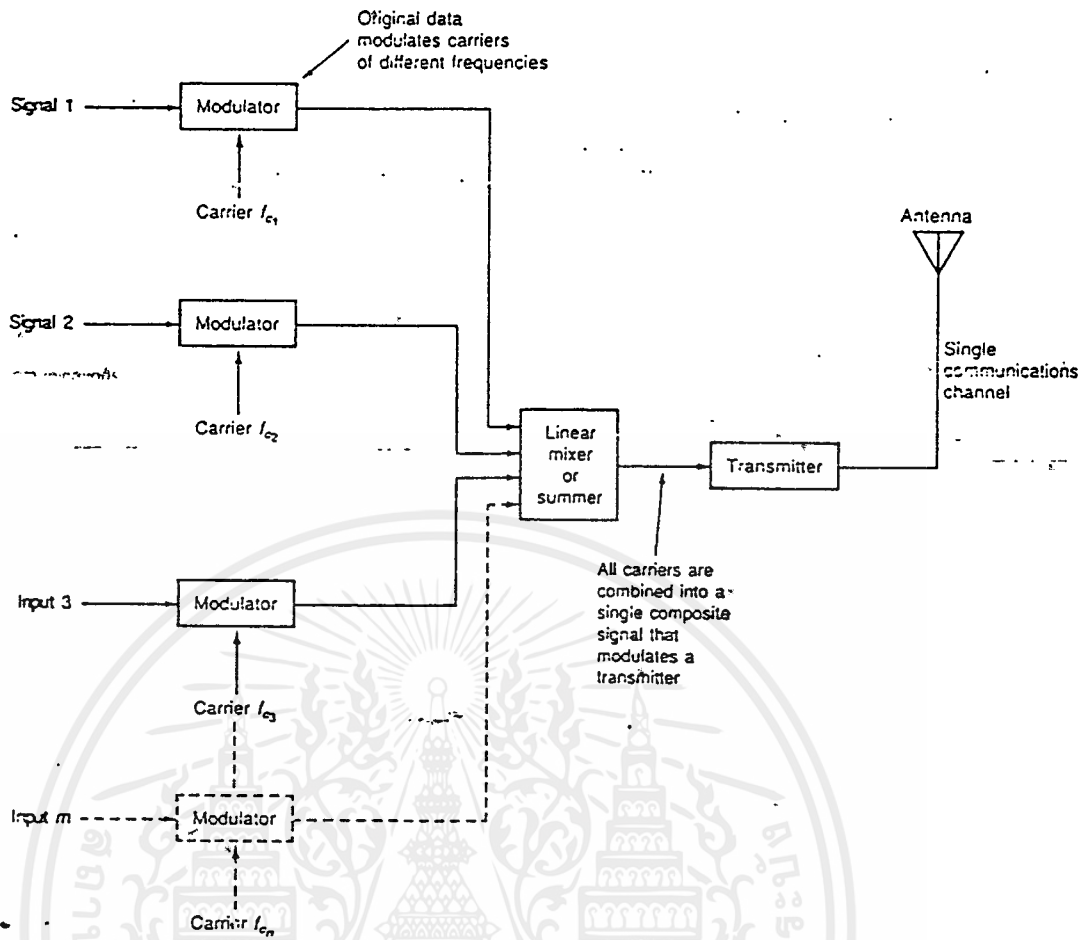 Original data
modulates carriers
of different frequencies
Signal 1
Modulator
Carrier fc1
Antenna
Signal 2
Modulator
Carrier fc2
Single
communications
channel
Linear
mixer
or
summer
Transmitter
All carriers are
combined into a
single composite
signal that
modulates a
transmitter
Input 3
Modulator
Carrier fc3
Input m
Modulator
Carrier fcn